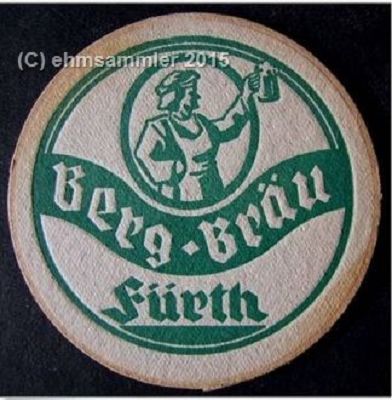 (C) ehmsammler 2015
Berg-Bräu
Fürth